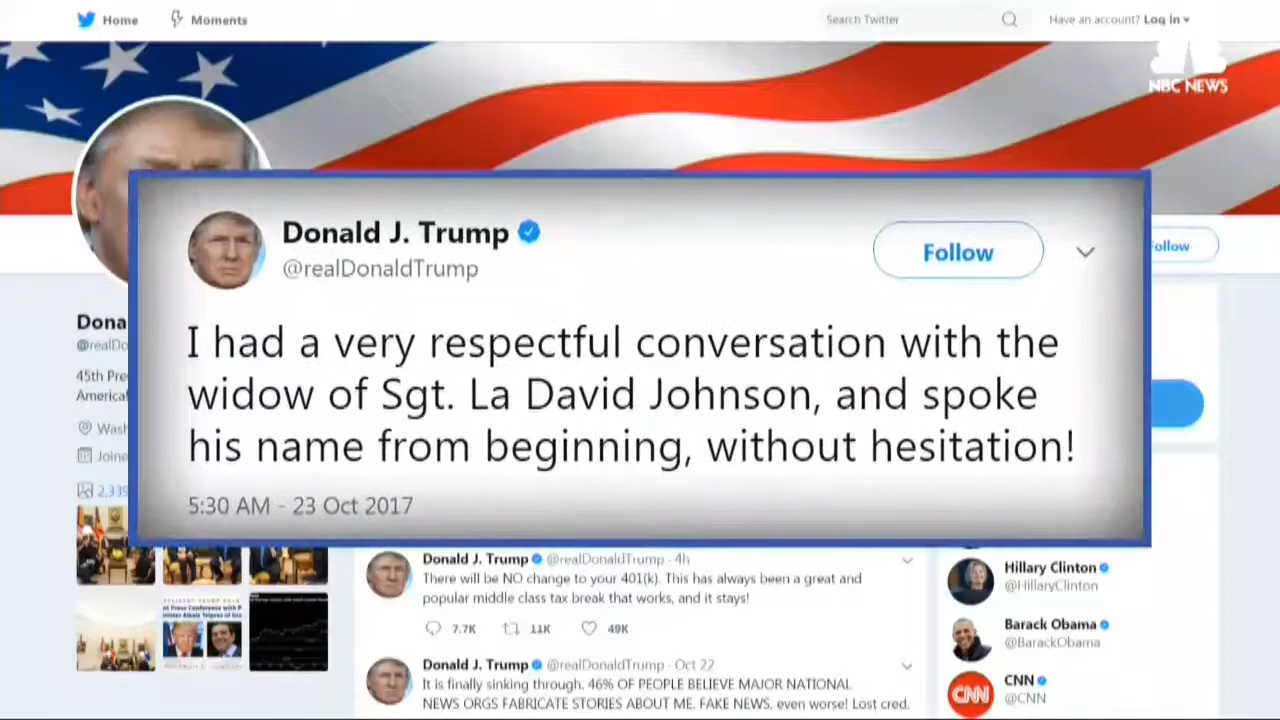 Home
Moments
Search Twitter
Have an account? Log in
NBC NEWS
Donald J. Trump
@realDonaldTrump
Follow
I had a very respectful conversation with the
widow of Sgt. La David Johnson, and spoke
his name from beginning, without hesitation!
5:30 AM - 23 Oct 2017
ollow
Dona
@realDo
45th Pre
America
Wash
Joine
2,339
Donald J. Trump @realDonaldTrump · 4h
There will be NO change to your 401(k). This has always been a great and
popular middle class tax break that works, and it stays!
7.7K 11K 49K
Donald J. Trump @realDonaldTrump · Oct 22
It is finally sinking through. 46% OF PEOPLE BELIEVE MAJOR NATIONAL
NEWS ORGS FABRICATE STORIES ABOUT ME. FAKE NEWS, even worse! Lost cred.
Hillary Clinton
@HillaryClinton
Barack Obama
@BarackObama
CNN
CNN
@CNN